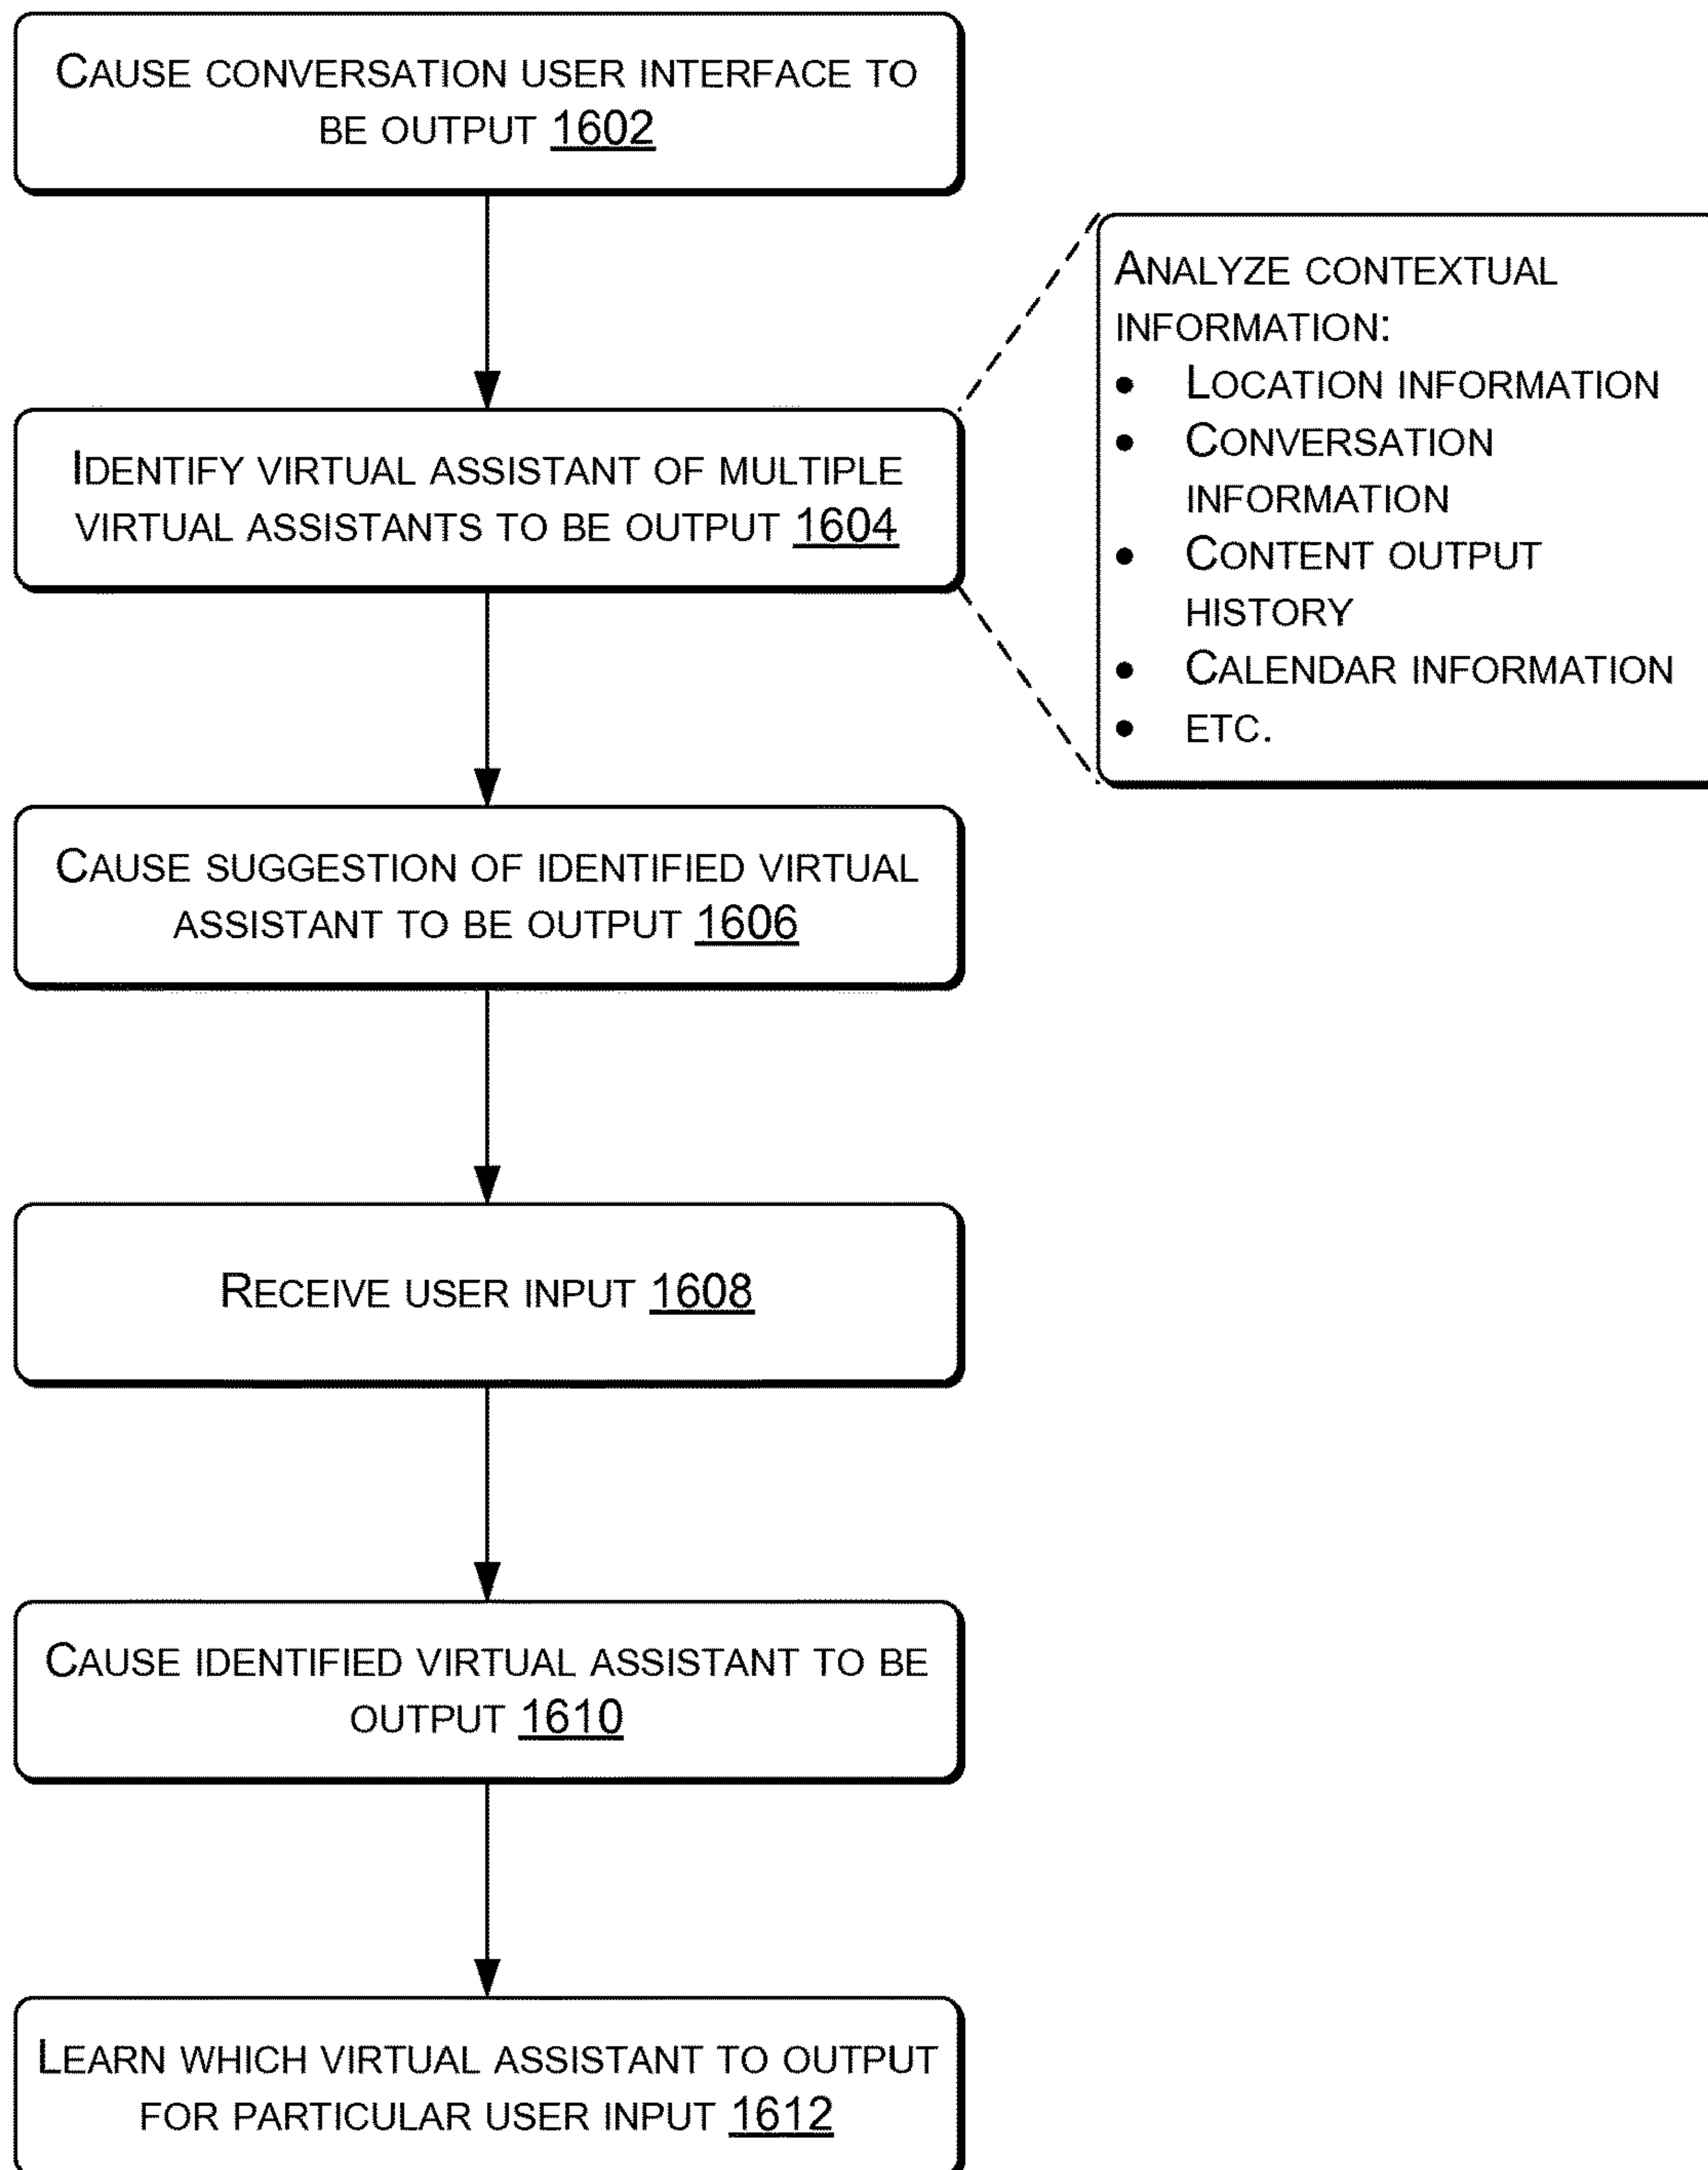 CAUSE CONVERSATION USER INTERFACE TO
BE OUTPUT 1602
ANALYZE CONTEXTUAL
INFORMATION:
• LOCATION INFORMATION
• CONVERSATION
INFORMATION
• CONTENT OUTPUT
HISTORY
• CALENDAR INFORMATION
• ETC.
IDENTIFY VIRTUAL ASSISTANT OF MULTIPLE
VIRTUAL ASSISTANTS TO BE OUTPUT 1604
CAUSE SUGGESTION OF IDENTIFIED VIRTUAL
ASSISTANT TO BE OUTPUT 1606
RECEIVE USER INPUT 1608
CAUSE IDENTIFIED VIRTUAL ASSISTANT TO BE
OUTPUT 1610
LEARN WHICH VIRTUAL ASSISTANT TO OUTPUT
FOR PARTICULAR USER INPUT 1612